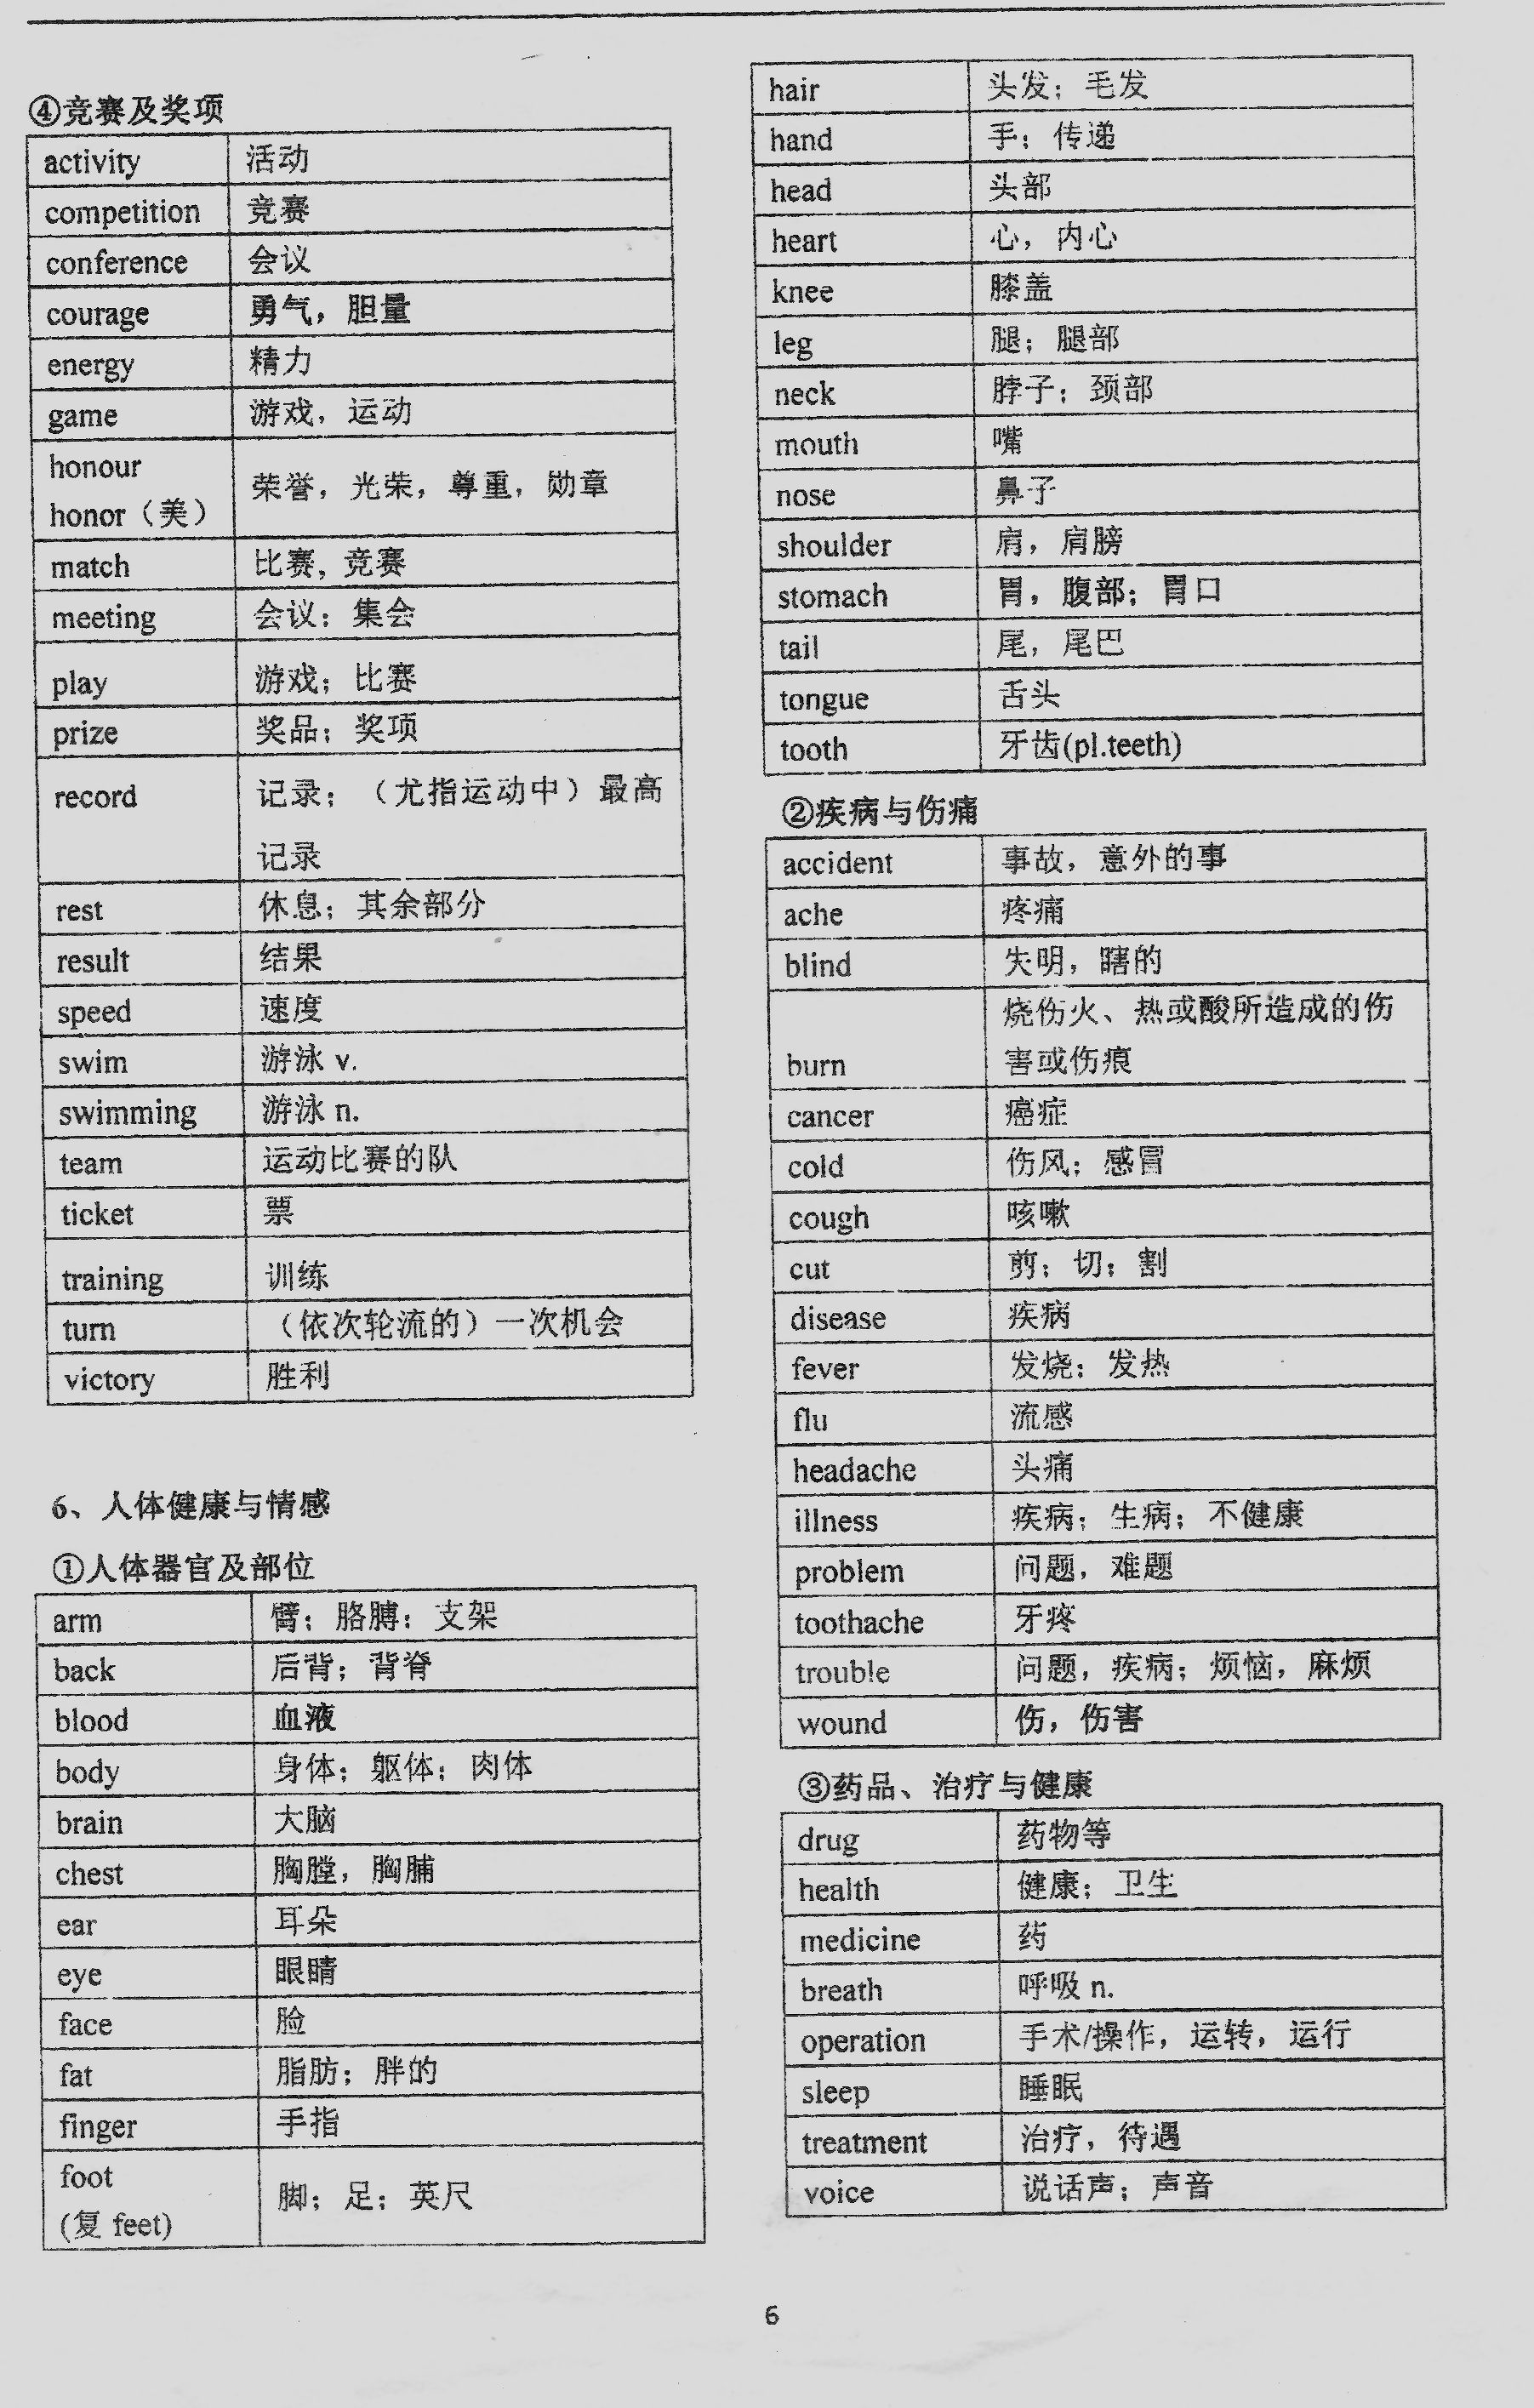 ④竞赛及奖项
activity 活动
competition 竞赛
conference 会议
courage 勇气，胆量
energy 精力
game 游戏，运动
honour
honor（美） 荣誉，光荣，尊重，勋章
match 比赛, 竞赛
meeting 会议；集会
play 游戏；比赛
prize 奖品；奖项
record 记录；（尤指运动中）最高
记录
rest 休息；其余部分
result 结果
speed 速度
swim 游泳 v.
swimming 游泳 n.
team 运动比赛的队
ticket 票
training 训练
turn （依次轮流的）一次机会
victory 胜利
6、人体健康与情感
①人体器官及部位
arm 臂；胳膊；支架
back 后背；背脊
blood 血液
body 身体；躯体；肉体
brain 大脑
chest 胸膛，胸脯
ear 耳朵
eye 眼睛
face 脸
fat 脂肪；胖的
finger 手指
foot
(复 feet) 脚；足；英尺
hair 头发；毛发
hand 手；传递
head 头部
heart 心，内心
knee 膝盖
leg 腿；腿部
neck 脖子；颈部
mouth 嘴
nose 鼻子
shoulder 肩，肩膀
stomach 胃，腹部；胃口
tail 尾，尾巴
tongue 舌头
tooth 牙齿(pl.teeth)
②疾病与伤痛
accident 事故，意外的事
ache 疼痛
blind 失明，瞎的
烧伤火、热或酸所造成的伤
burn 害或伤痕
cancer 癌症
cold 伤风；感冒
cough 咳嗽
cut 剪；切；割
disease 疾病
fever 发烧；发热
flu 流感
headache 头痛
illness 疾病；生病；不健康
problem 问题，难题
toothache 牙疼
trouble 问题，疾病；烦恼，麻烦
wound 伤，伤害
③药品、治疗与健康
drug 药物等
health 健康；卫生
medicine 药
breath 呼吸 n.
operation 手术/操作，运转，运行
sleep 睡眠
treatment 治疗，待遇
voice 说话声；声音
6